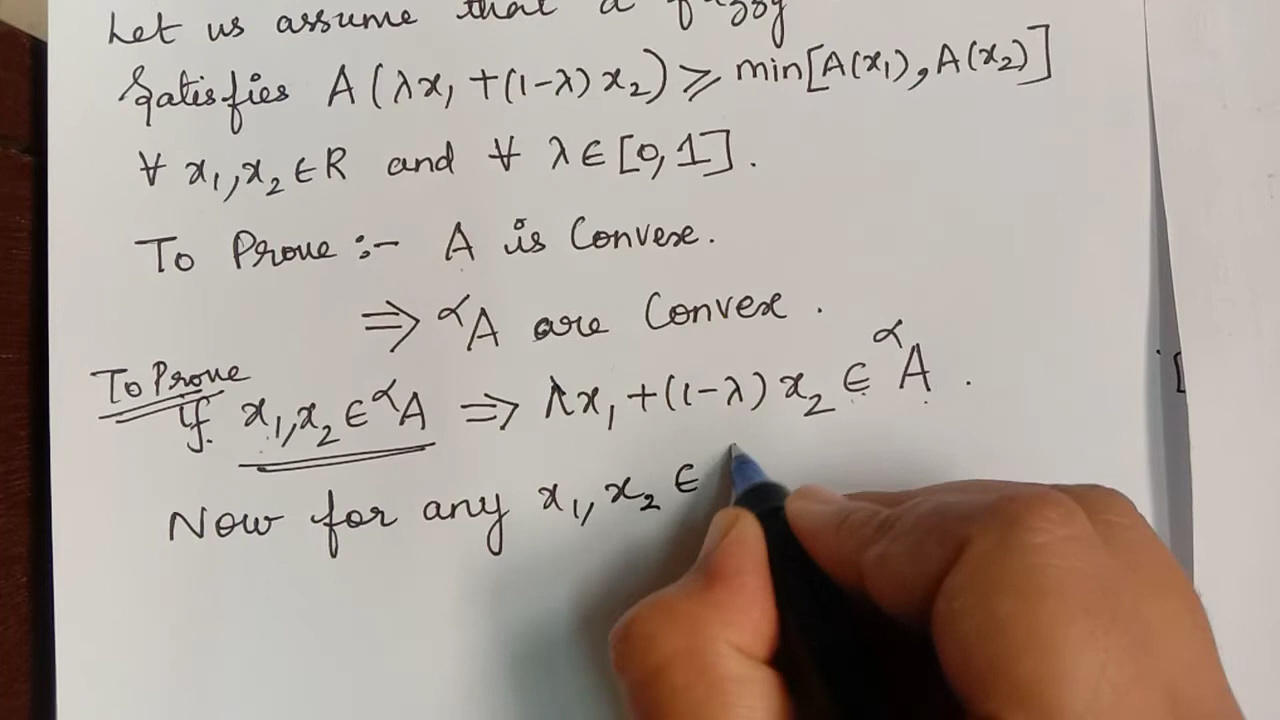 Let us assume that a fuzzy
Satisfies A(λx₁+(1-λ)x₂) ⩾ min[A(x₁), A(x₂)]
∀ x₁,x₂ ∈ R and ∀ λ ∈ [0,1].
To Prove :- A is Convex.
⇒ ᵅA are Convex.
To Prove
If x₁,x₂ ∈ ᵅA ⇒ λx₁+(1-λ)x₂ ∈ ᵅA.
Now for any x₁,x₂ ∈